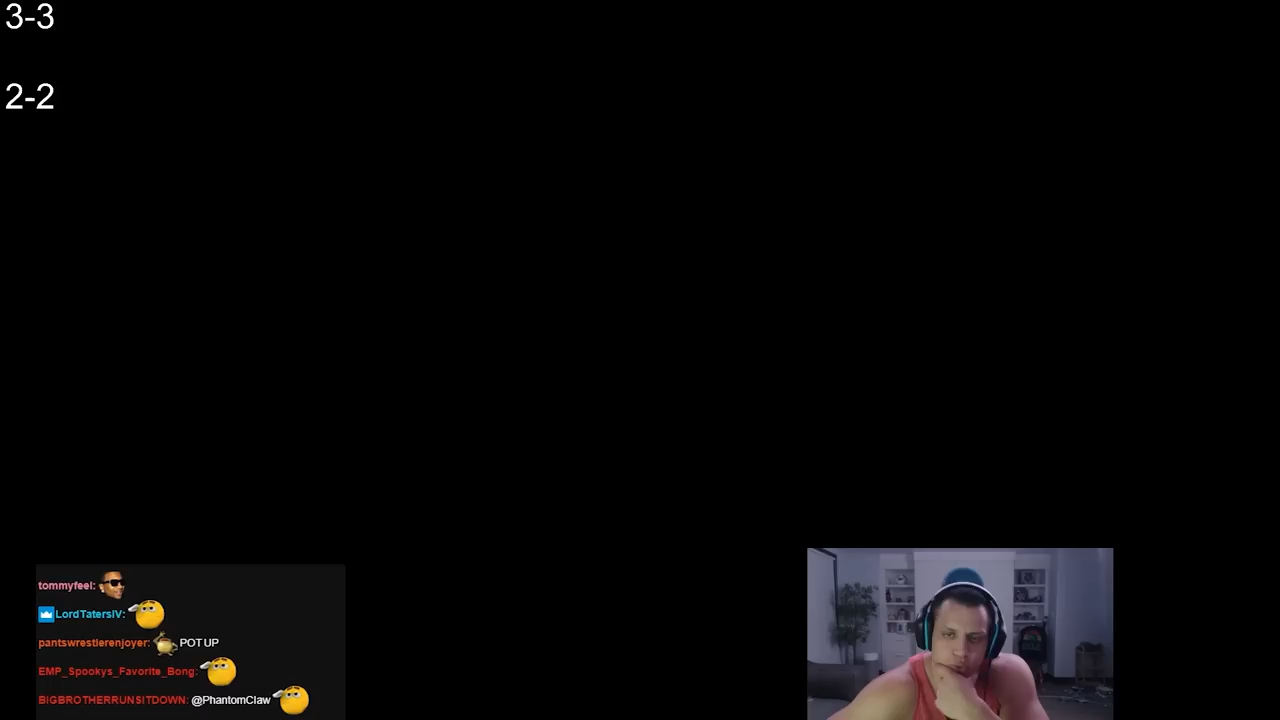 3-3
2-2
tommyfeel:
LordTatersIV:
pantswrestlerenjoyer: POT UP
EMP_Spookys_Favorite_Bong:
BIGBROTHERRUNSITDOWN: @PhantomClaw